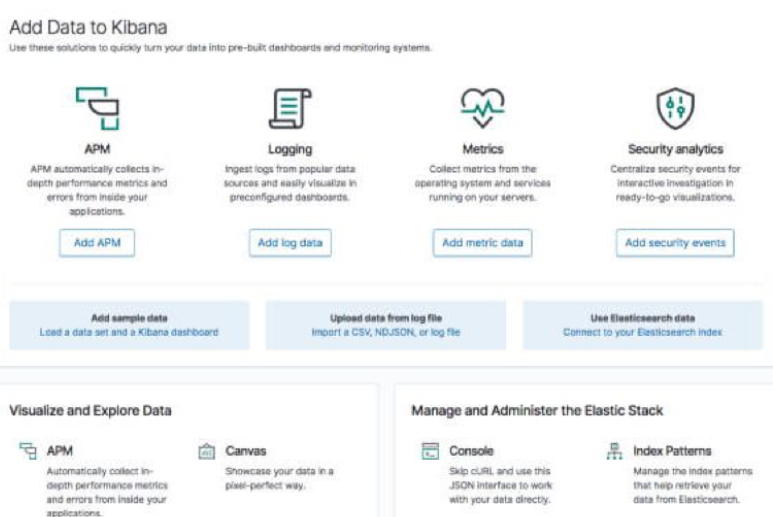 Add Data to Kibana
Use these solutions to quickly turn your data into pre-built dashboards and monitoring systems.
APM
APM automatically collects in-
depth performance metrics and
errors from inside your
applications.
Add APM
Logging
Ingest logs from popular data
sources and easily visualize in
preconfigured dashboards.
Add log data
Metrics
Collect metrics from the
operating system and services
running on your servers.
Add metric data
Security analytics
Centralize security events for
interactive investigation in
ready-to-go visualizations.
Add security events
Add sample data
Load a data set and a Kibana dashboard
Upload data from log file
Import a CSV, NDJSON, or log file
Use Elasticsearch data
Connect to your Elasticsearch index
Visualize and Explore Data
APM
Automatically collect in-
depth performance metrics
and errors from inside your
applications.
Canvas
Showcase your data in a
pixel-perfect way.
Manage and Administer the Elastic Stack
Console
Skip cURL and use this
JSON interface to work
with your data directly.
Index Patterns
Manage the index patterns
that help retrieve your
data from Elasticsearch.